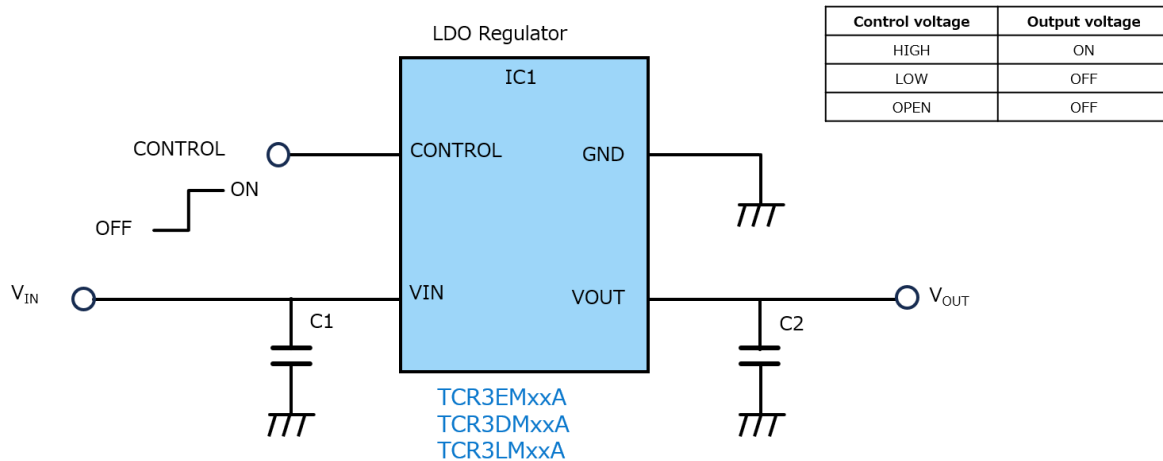 LDO Regulator
IC1
Control voltage Output voltage
HIGH ON
LOW OFF
OPEN OFF
CONTROL
CONTROL
GND
ON
OFF
VIN
VIN
VOUT
VOUT
C1
C2
TCR3EMxxA
TCR3DMxxA
TCR3LMxxA